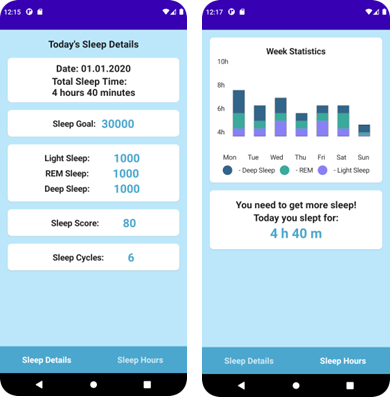 12:15
Today's Sleep Details
Date: 01.01.2020
Total Sleep Time:
4 hours 40 minutes
Sleep Goal: 30000
Light Sleep: 1000
REM Sleep: 1000
Deep Sleep: 1000
Sleep Score: 80
Sleep Cycles: 6
Sleep Details Sleep Hours
12:17
Week Statistics
10h
8h
6h
4h
Mon Tue Wed Thu Fri Sat Sun
- Deep Sleep - REM - Light Sleep
You need to get more sleep!
Today you slept for:
4 h 40 m
Sleep Details Sleep Hours